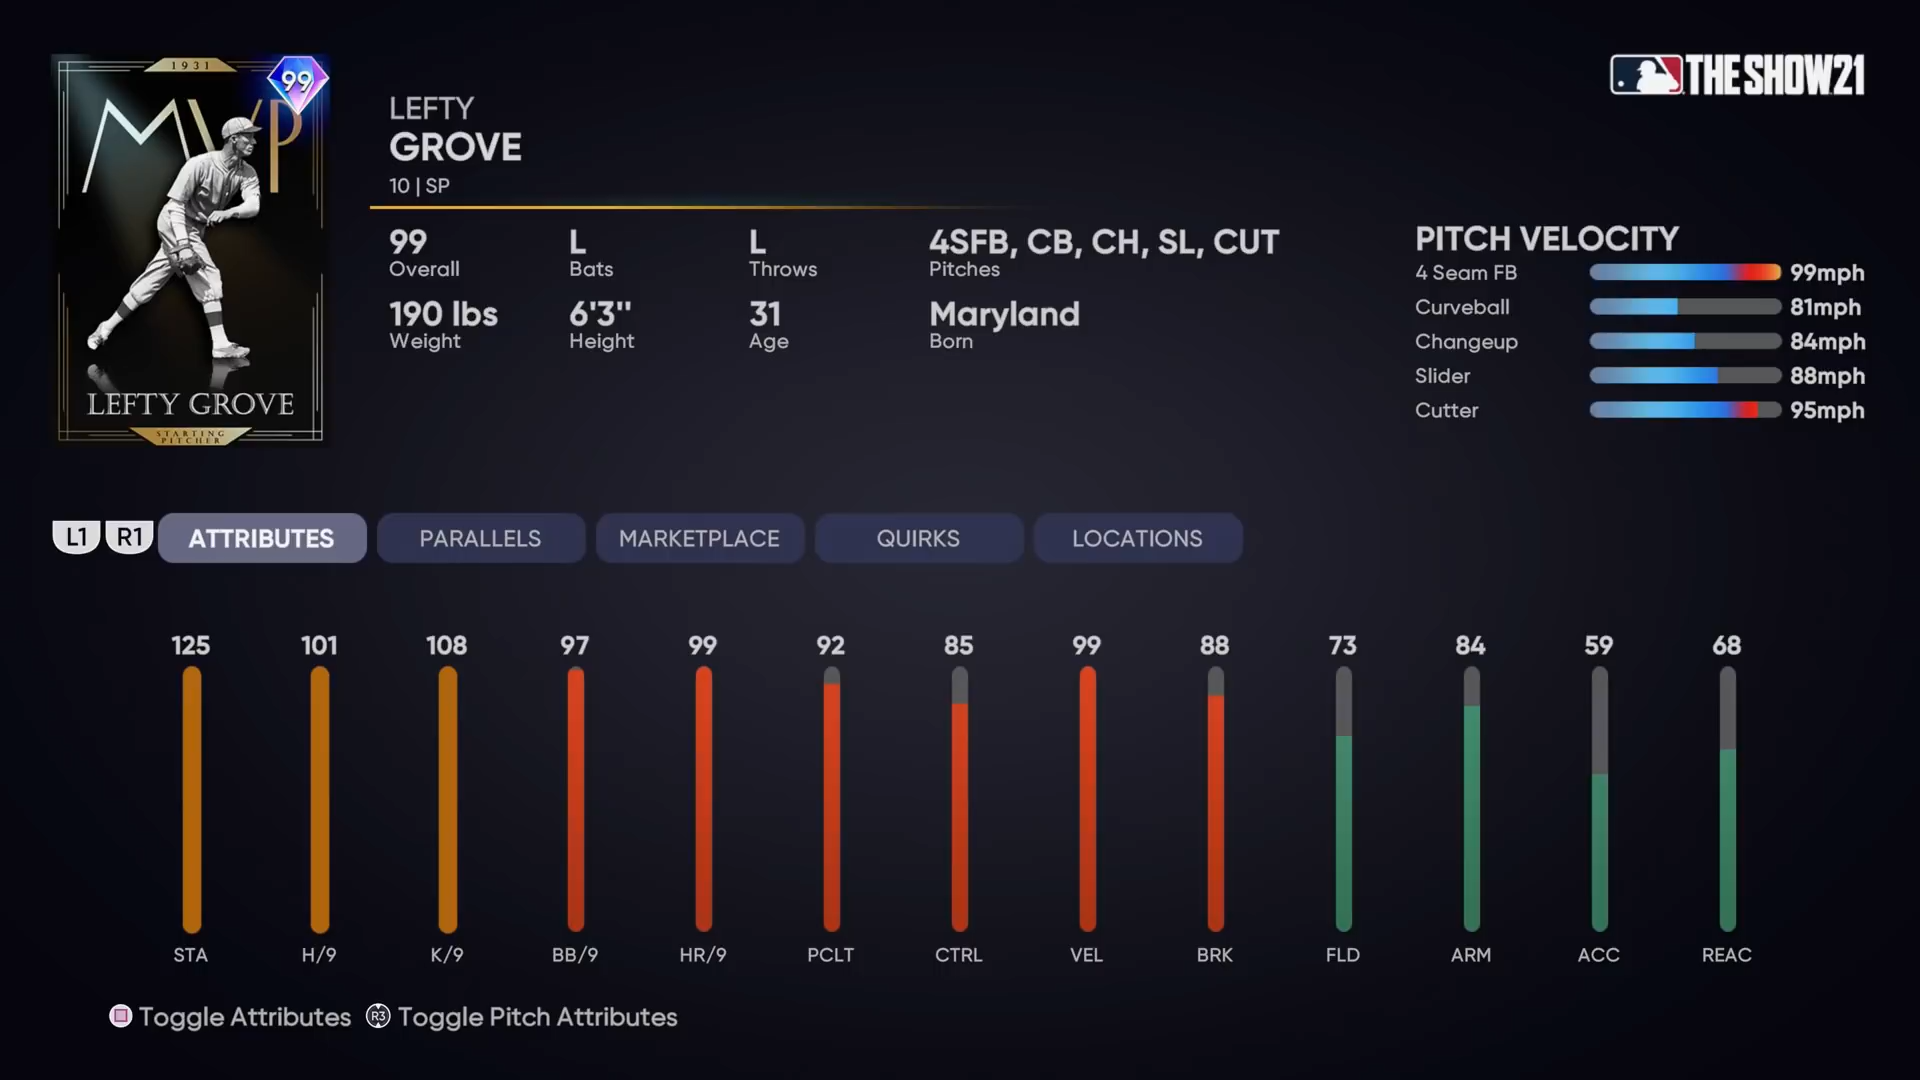 1931
99
MVP
LEFTY GROVE
STARTING
PITCHER
LEFTY
GROVE
10 | SP
99
Overall
L
Bats
L
Throws
4SFB, CB, CH, SL, CUT
Pitches
190 lbs
Weight
6'3"
Height
31
Age
Maryland
Born
THE SHOW.21
PITCH VELOCITY
4 Seam FB 99mph
Curveball 81mph
Changeup 84mph
Slider 88mph
Cutter 95mph
L1 R1 ATTRIBUTES PARALLELS MARKETPLACE QUIRKS LOCATIONS
125 101 108 97 99 92 85 99 88 73 84 59 68
STA H/9 K/9 BB/9 HR/9 PCLT CTRL VEL BRK FLD ARM ACC REAC
Toggle Attributes R3 Toggle Pitch Attributes